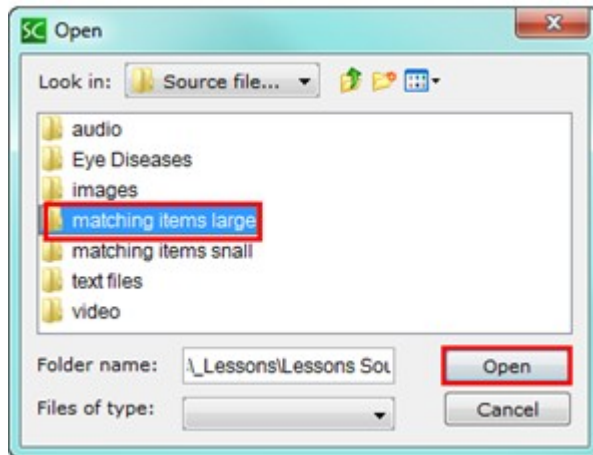 SC Open
Look in: Source file...
audio
Eye Diseases
images
matching items large
matching items snall
text files
video
Folder name: .\_Lessons\Lessons Sou
Open
Files of type:
Cancel